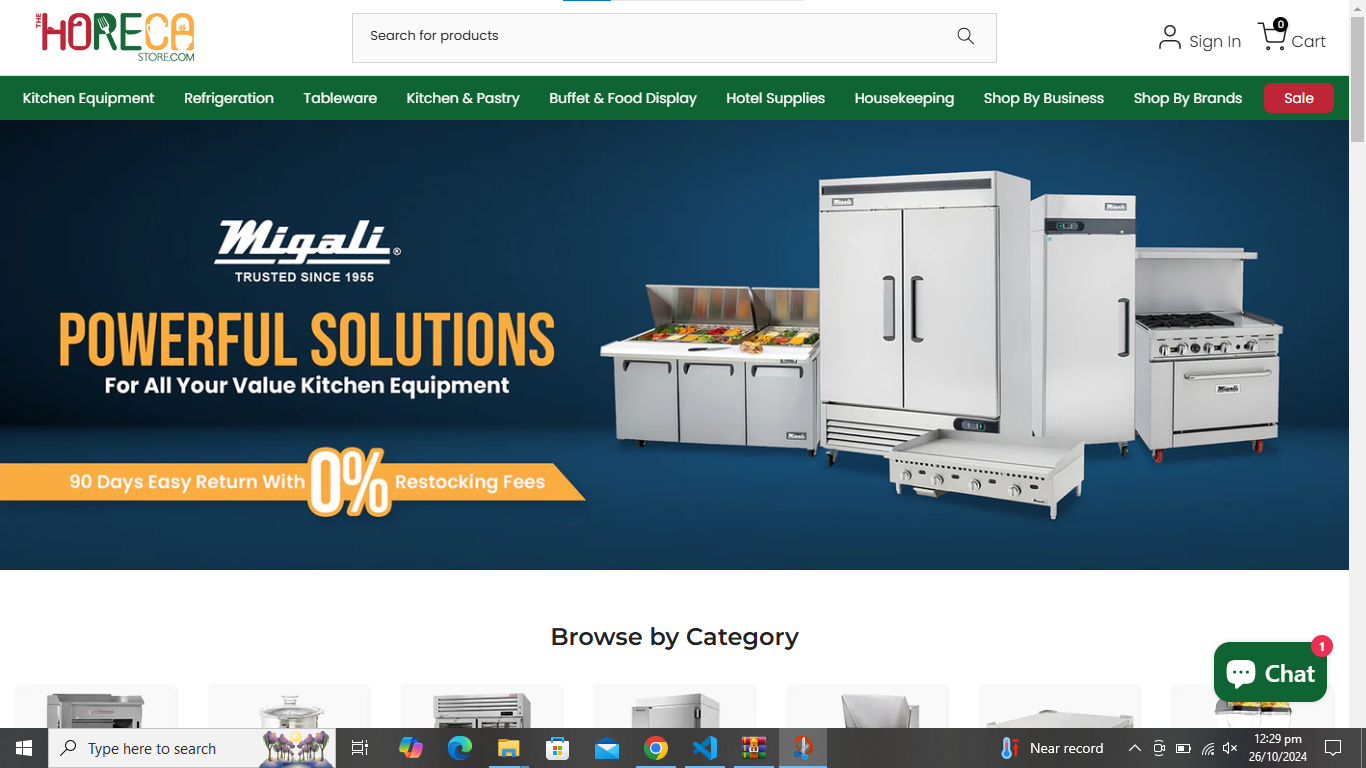 THE
HORECA
STORE.COM
Search for products
Sign In
0
Cart
Kitchen Equipment
Refrigeration
Tableware
Kitchen & Pastry
Buffet & Food Display
Hotel Supplies
Housekeeping
Shop By Business
Shop By Brands
Sale
Migali®
TRUSTED SINCE 1955
POWERFUL SOLUTIONS
For All Your Value Kitchen Equipment
90 Days Easy Return With 0% Restocking Fees
Migali
Migali
Migali
Migali
Browse by Category
1
Chat
Type here to search
Near record
12:29 pm
26/10/2024